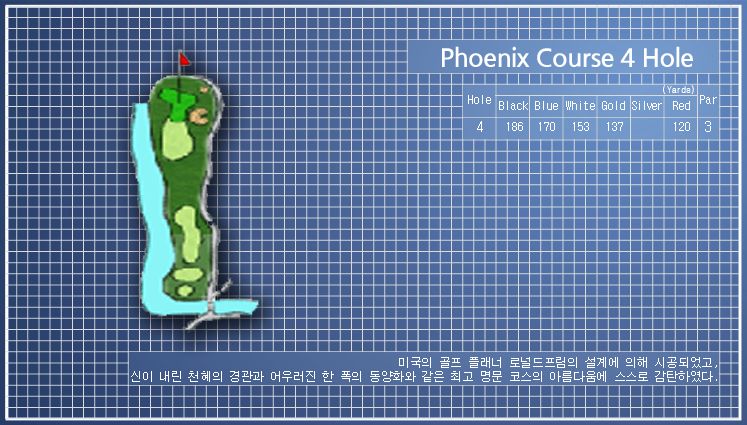 Phoenix Course 4 Hole
(Yards)
Hole Black Blue White Gold Silver Red Par
4 186 170 153 137 120 3
미국의 골프 플래너 로널드프림의 설계에 의해 시공되었고,
신이 내린 천혜의 경관과 어우러진 한 폭의 동양화와 같은 최고 명문 코스의 아름다움에 스스로 감탄하였다.